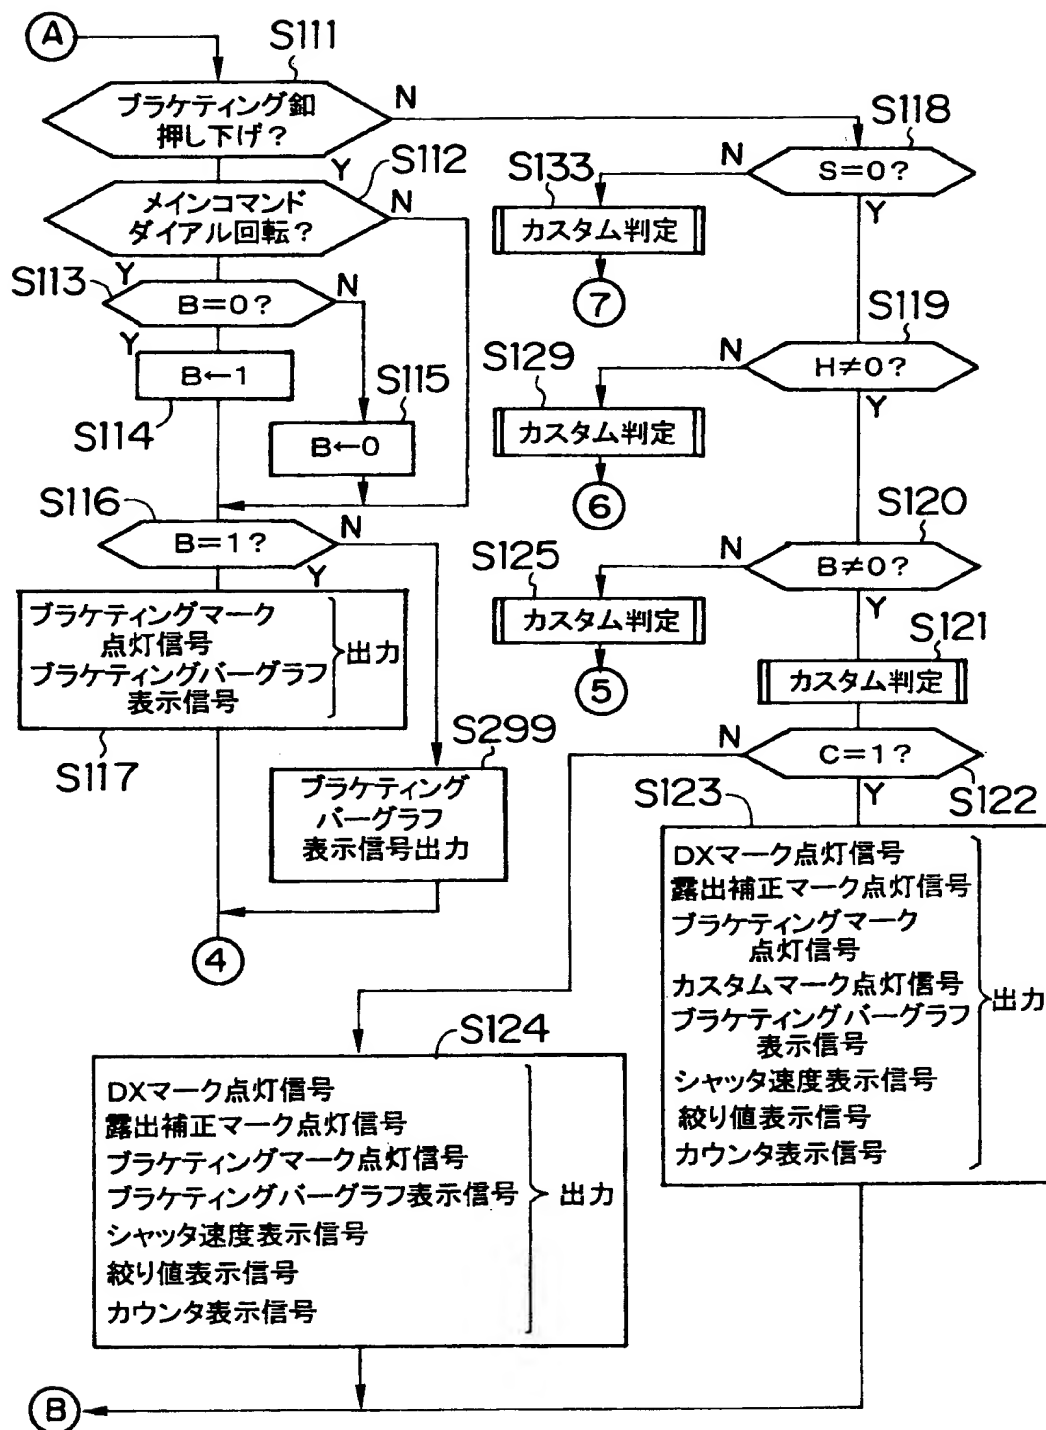 A
S111
ブラケティング釦
押し下げ?
N
Y
S112
メインコマンド
ダイアル回転?
N
Y
S113
B=0?
N
Y
B←1
S114
S115
B←0
S116
B=1?
N
Y
ブラケティングマーク
点灯信号
ブラケティングバーグラフ
表示信号
出力
S117
S299
ブラケティング
バーグラフ
表示信号出力
4
S118
S=0?
N
Y
S133
カスタム判定
7
S119
H≠0?
N
Y
S129
カスタム判定
6
S120
B≠0?
N
Y
S125
カスタム判定
5
S121
カスタム判定
C=1?
N
Y
S122
S123
DXマーク点灯信号
露出補正マーク点灯信号
ブラケティングマーク
点灯信号
カスタムマーク点灯信号
ブラケティングバーグラフ
表示信号
シャッタ速度表示信号
絞り値表示信号
カウンタ表示信号
出力
S124
DXマーク点灯信号
露出補正マーク点灯信号
ブラケティングマーク点灯信号
ブラケティングバーグラフ表示信号
シャッタ速度表示信号
絞り値表示信号
カウンタ表示信号
出力
B